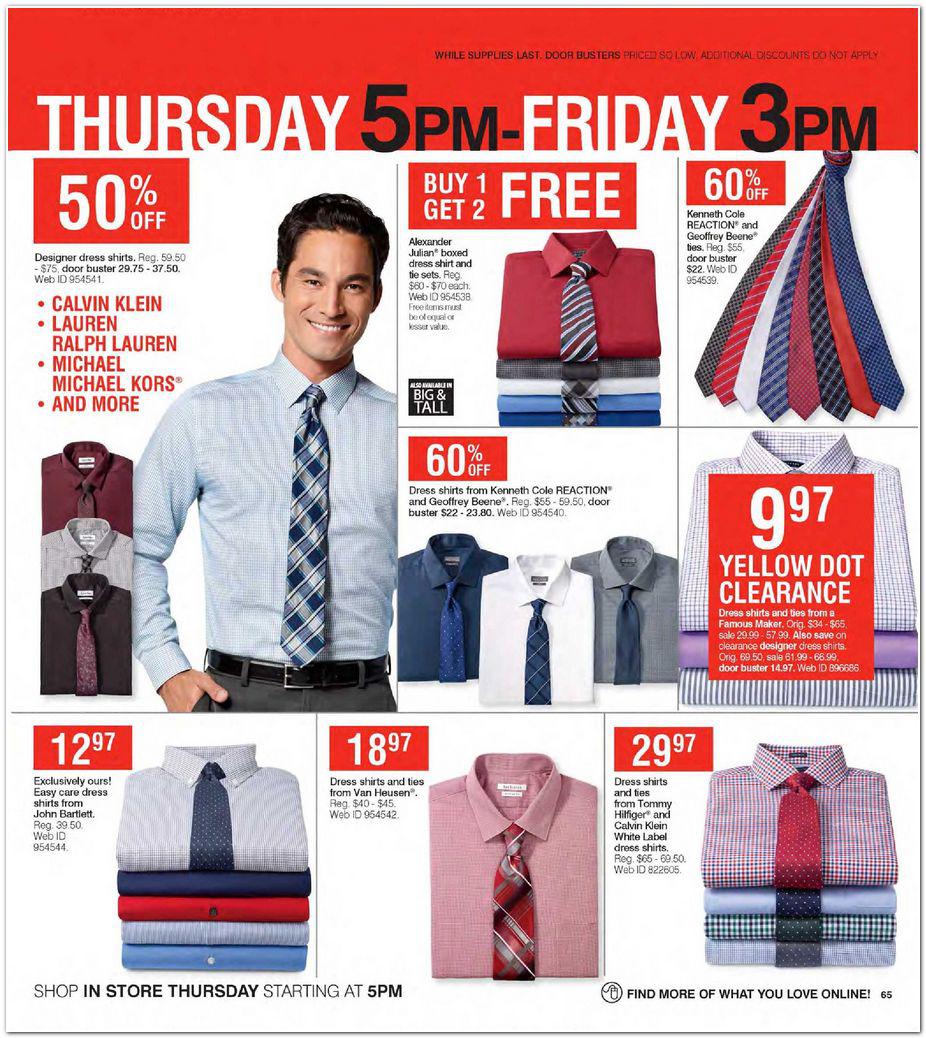 WHILE SUPPLIES LAST. DOOR BUSTERS PRICED SO LOW, ADDITIONAL DISCOUNTS DO NOT APPLY
THURSDAY 5PM-FRIDAY 3PM
50% OFF
Designer dress shirts. Reg. 59.50
- $75, door buster 29.75 - 37.50.
Web ID 954541.
• CALVIN KLEIN
• LAUREN
RALPH LAUREN
• MICHAEL
MICHAEL KORS®
• AND MORE
BUY 1
GET 2 FREE
Alexander
Julian® boxed
dress shirt and
tie sets. Reg.
$60 - $70 each.
Web ID 954538.
Free items must
be of equal or
lesser value.
ALSO AVAILABLE IN
BIG &
TALL
60% OFF
Kenneth Cole
REACTION® and
Geoffrey Beene®
ties. Reg. $55,
door buster
$22. Web ID
954539.
60% OFF
Dress shirts from Kenneth Cole REACTION®
and Geoffrey Beene®. Reg. $55 - 59.50, door
buster $22 - 23.80. Web ID 954540.
9.97
YELLOW DOT
CLEARANCE
Dress shirts and ties from a
Famous Maker. Orig. $34 - $65,
sale 29.99 - 57.99. Also save on
clearance designer dress shirts.
Orig. 69.50, sale 61.99 - 66.99,
door buster 14.97. Web ID 896686.
12.97
Exclusively ours!
Easy care dress
shirts from
John Bartlett.
Reg. 39.50.
Web ID
954544.
18.97
Dress shirts and ties
from Van Heusen®.
Reg. $40 - $45.
Web ID 954542.
29.97
Dress shirts
and ties
from Tommy
Hilfiger® and
Calvin Klein
White Label
dress shirts.
Reg. $65 - 69.50.
Web ID 822605.
SHOP IN STORE THURSDAY STARTING AT 5PM
FIND MORE OF WHAT YOU LOVE ONLINE! 65